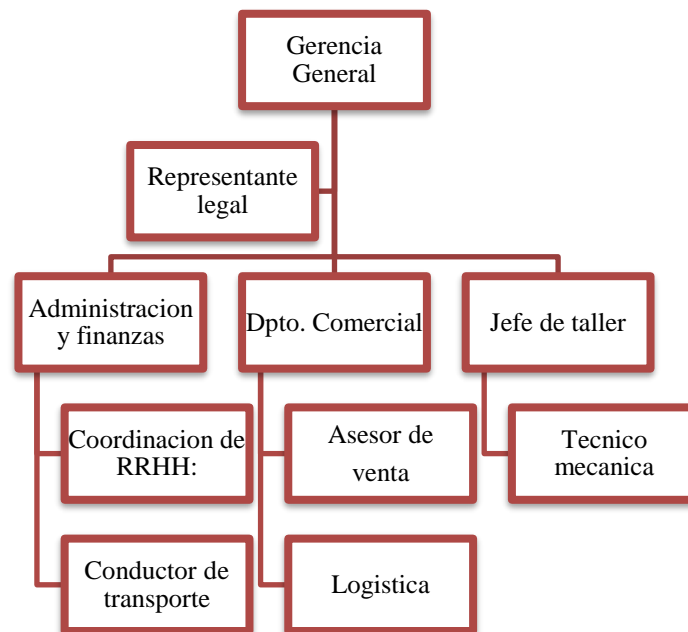 Gerencia
General
Representante
legal
Administracion
y finanzas
Dpto. Comercial
Jefe de taller
Coordinacion de
RRHH:
Asesor de
venta
Tecnico
mecanica
Conductor de
transporte
Logistica